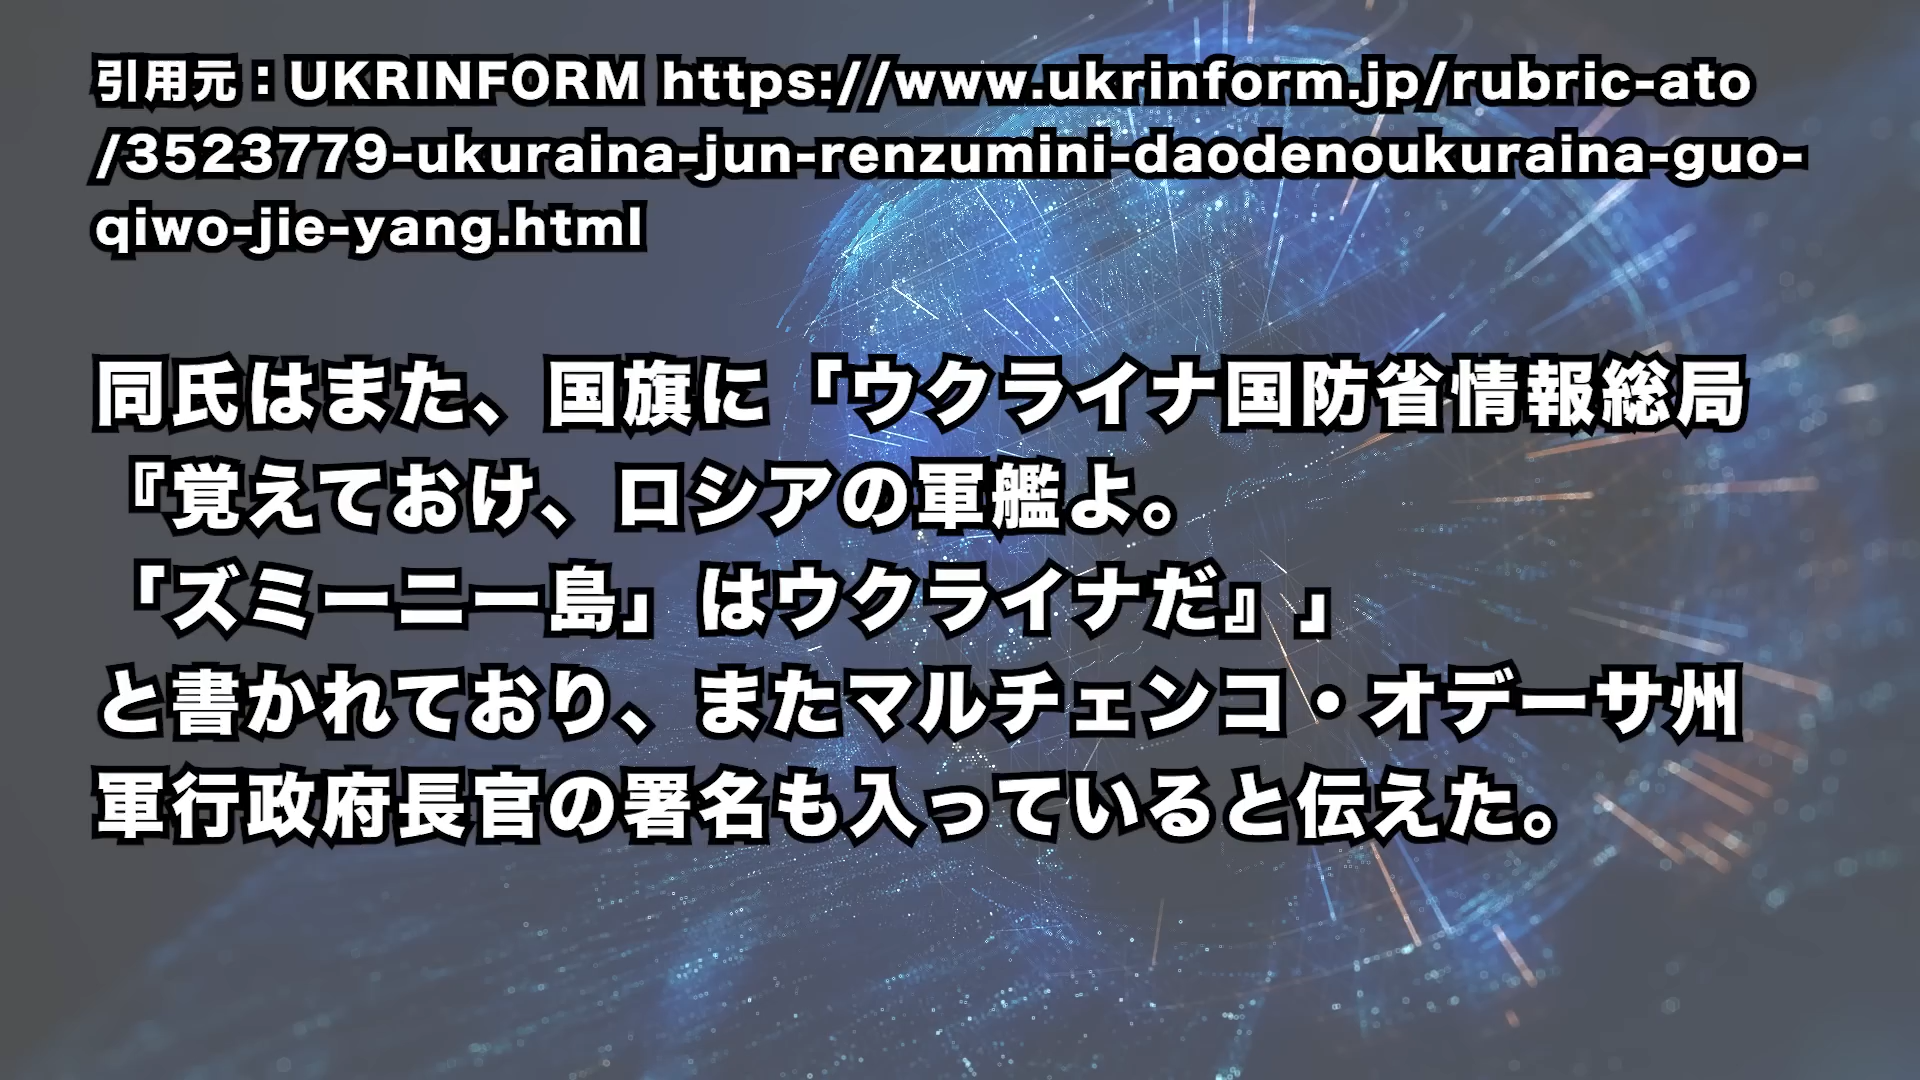 引用元：UKRINFORM https://www.ukrinform.jp/rubric-ato
/3523779-ukuraina-jun-renzumini-daodenoukuraina-guo-
qiwo-jie-yang.html
同氏はまた、国旗に「ウクライナ国防省情報総局
『覚えておけ、ロシアの軍艦よ。
「ズミーニー島」はウクライナだ』」
と書かれており、またマルチェンコ・オデーサ州
軍行政府長官の署名も入っていると伝えた。